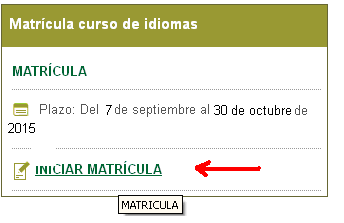 Matrícula curso de idiomas
MATRÍCULA
Plazo: Del 7 de septiembre al 30 de octubre de
2015
INICIAR MATRÍCULA
MATRICULA